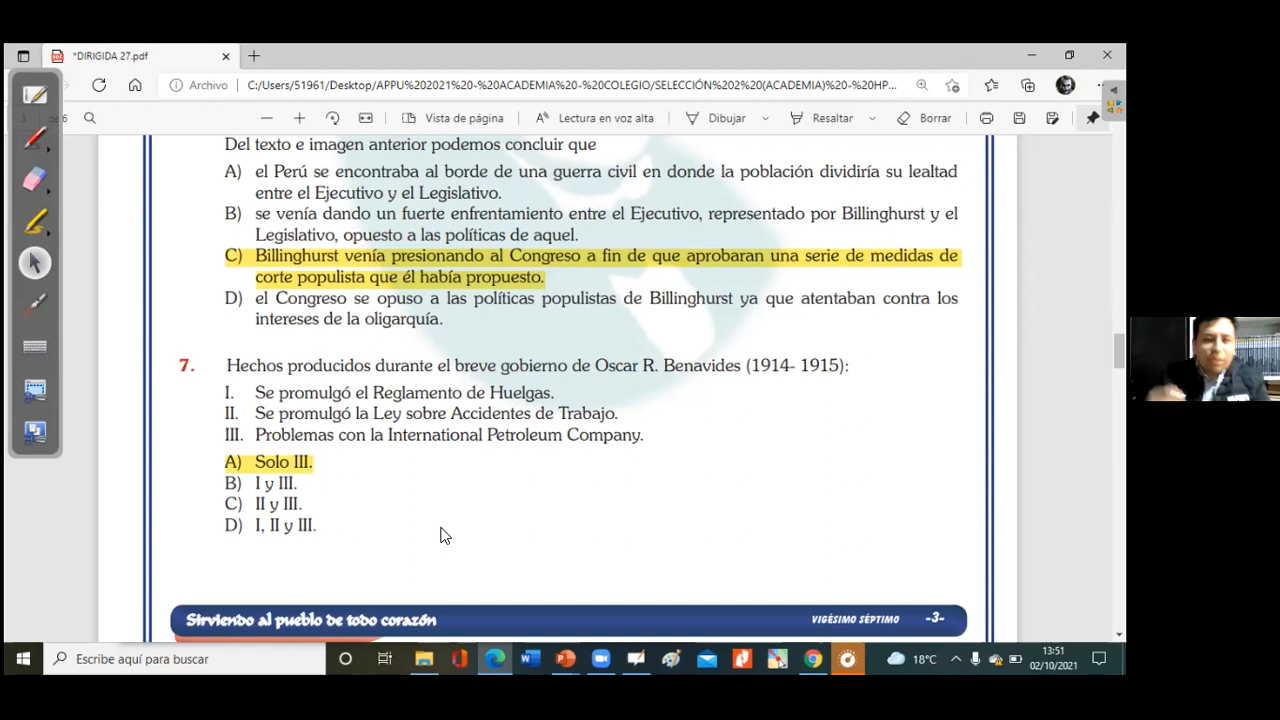 *DIRIGIDA 27.pdf
Archivo
C:/Users/51961/Desktop/APPU%202021%20-%20ACADEMIA%20-%20COLEGIO/SELECCIÓN%202%20(ACADEMIA)%20-%20HP...
3 de 6
Vista de página
Lectura en voz alta
Dibujar
Resaltar
Borrar
Del texto e imagen anterior podemos concluir que
A) el Perú se encontraba al borde de una guerra civil en donde la población dividiría su lealtad
entre el Ejecutivo y el Legislativo.
B) se venía dando un fuerte enfrentamiento entre el Ejecutivo, representado por Billinghurst y el
Legislativo, opuesto a las políticas de aquel.
C) Billinghurst venía presionando al Congreso a fin de que aprobaran una serie de medidas de
corte populista que él había propuesto.
D) el Congreso se opuso a las políticas populistas de Billinghurst ya que atentaban contra los
intereses de la oligarquía.
7. Hechos producidos durante el breve gobierno de Oscar R. Benavides (1914- 1915):
I. Se promulgó el Reglamento de Huelgas.
II. Se promulgó la Ley sobre Accidentes de Trabajo.
III. Problemas con la International Petroleum Company.
A) Solo III.
B) I y III.
C) II y III.
D) I, II y III.
Sirviendo al pueblo de todo corazón
VIGÉSIMO SÉPTIMO -3-
Escribe aquí para buscar
18°C
13:51
02/10/2021